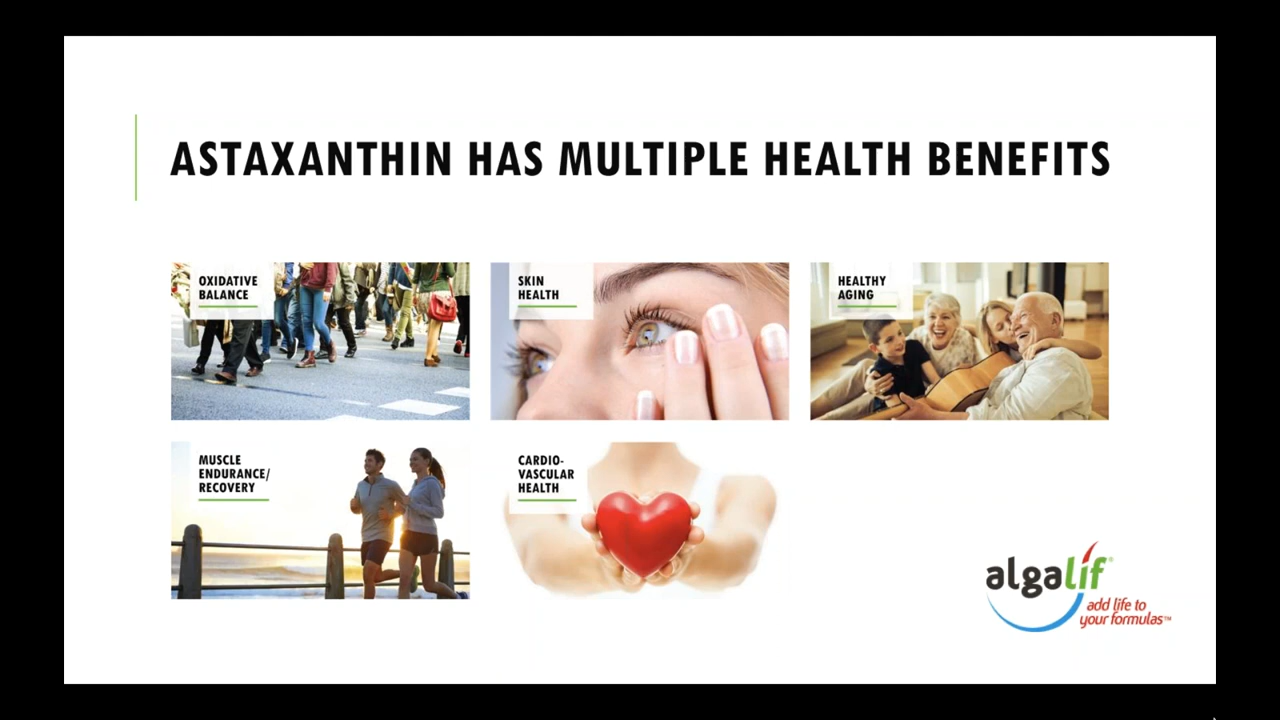 ASTAXANTHIN HAS MULTIPLE HEALTH BENEFITS
OXIDATIVE
BALANCE
SKIN
HEALTH
HEALTHY
AGING
MUSCLE
ENDURANCE/
RECOVERY
CARDIO-
VASCULAR
HEALTH
algalíf®
add life to
your formulas™